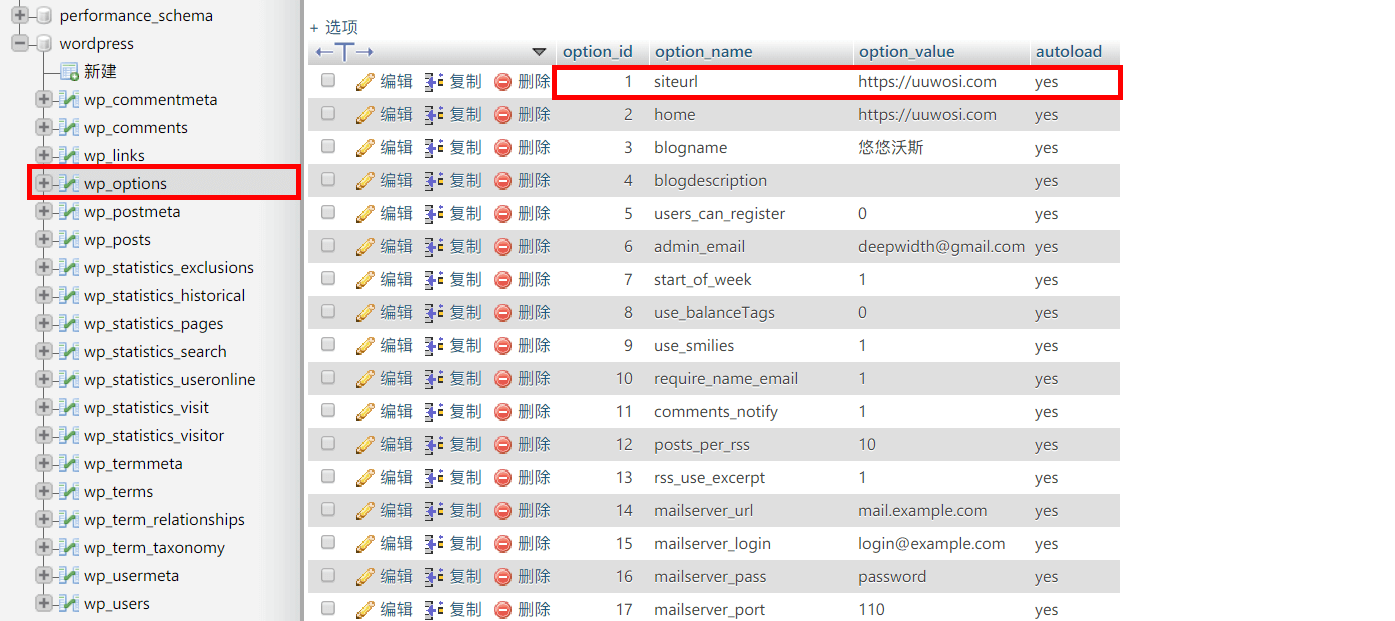 performance_schema
wordpress
新建
wp_commentmeta
wp_comments
wp_links
wp_options
wp_postmeta
wp_posts
wp_statistics_exclusions
wp_statistics_historical
wp_statistics_pages
wp_statistics_search
wp_statistics_useronline
wp_statistics_visit
wp_statistics_visitor
wp_termmeta
wp_terms
wp_term_relationships
wp_term_taxonomy
wp_usermeta
wp_users
+ 选项
←T→ option_id option_name option_value autoload
编辑 复制 删除 1 siteurl https://uuwosi.com yes
编辑 复制 删除 2 home https://uuwosi.com yes
编辑 复制 删除 3 blogname 悠悠沃斯 yes
编辑 复制 删除 4 blogdescription yes
编辑 复制 删除 5 users_can_register 0 yes
编辑 复制 删除 6 admin_email deepwidth@gmail.com yes
编辑 复制 删除 7 start_of_week 1 yes
编辑 复制 删除 8 use_balanceTags 0 yes
编辑 复制 删除 9 use_smilies 1 yes
编辑 复制 删除 10 require_name_email 1 yes
编辑 复制 删除 11 comments_notify 1 yes
编辑 复制 删除 12 posts_per_rss 10 yes
编辑 复制 删除 13 rss_use_excerpt 1 yes
编辑 复制 删除 14 mailserver_url mail.example.com yes
编辑 复制 删除 15 mailserver_login login@example.com yes
编辑 复制 删除 16 mailserver_pass password yes
编辑 复制 删除 17 mailserver_port 110 yes